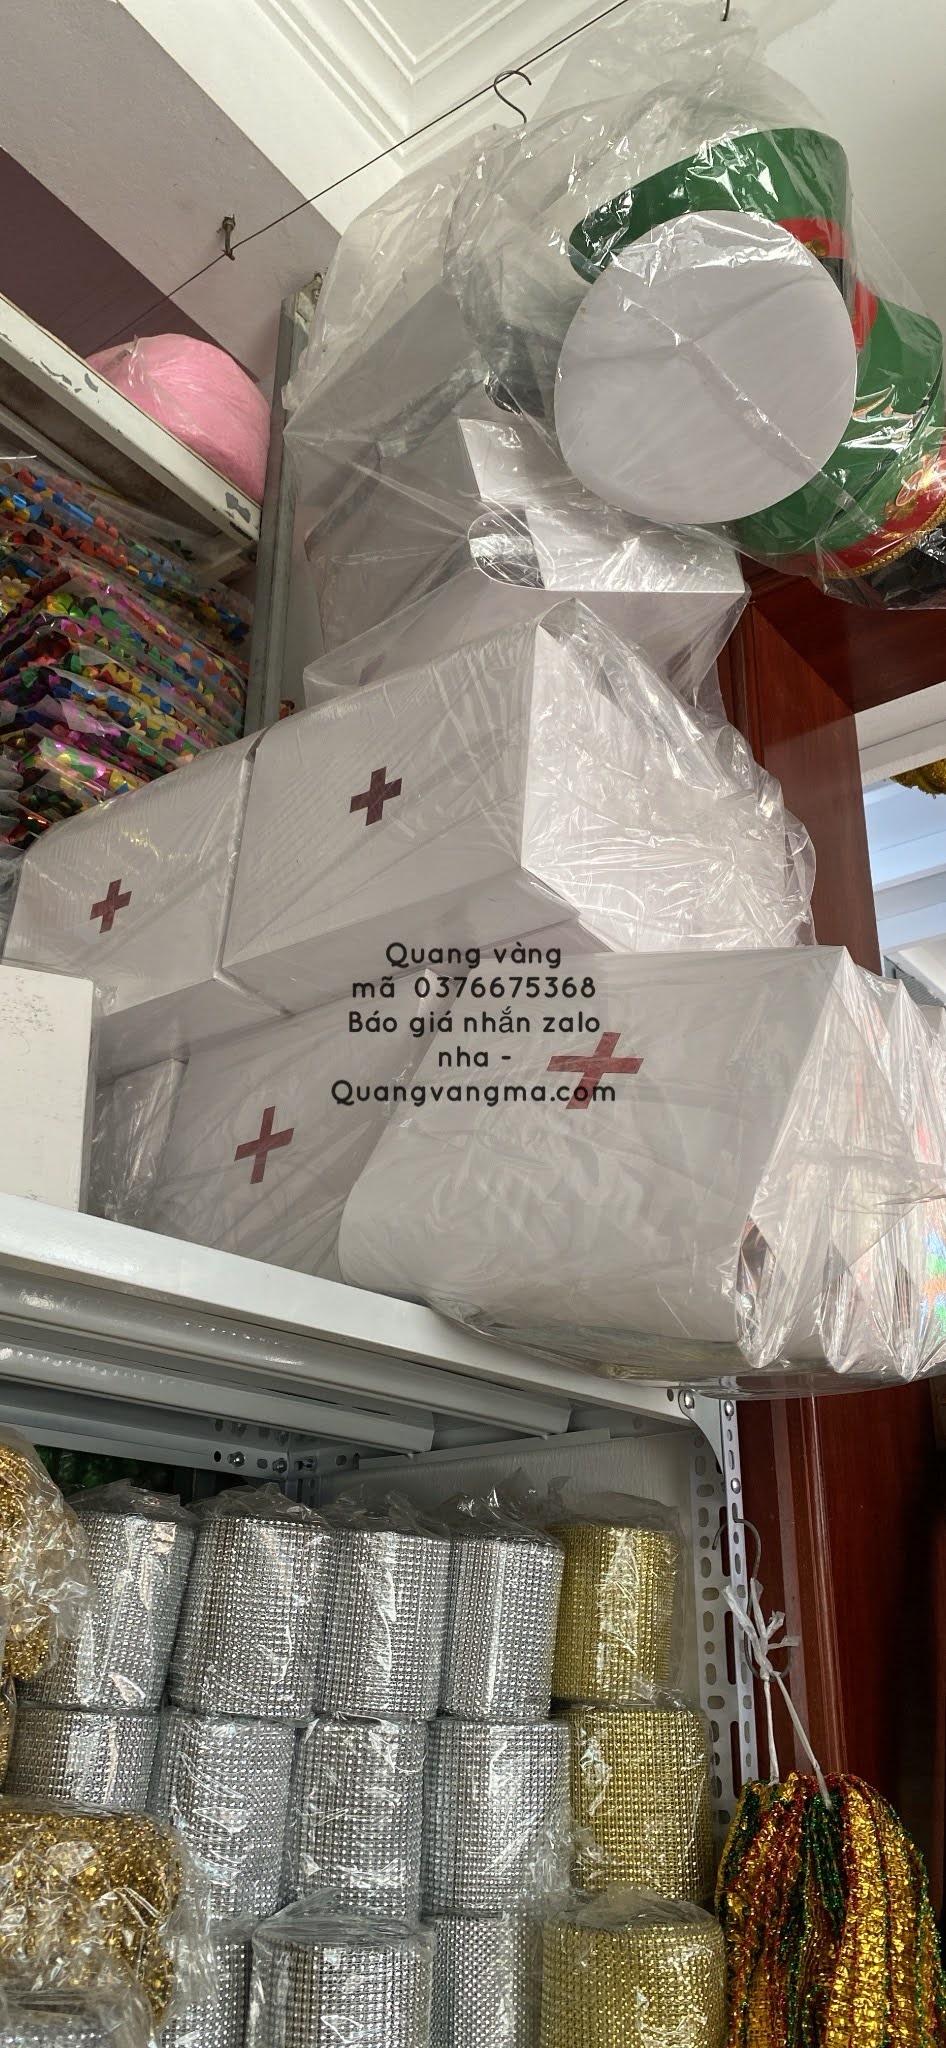 Quang vàng
mã 0376675368
Báo giá nhắn zalo
nha -
Quangvangma.com